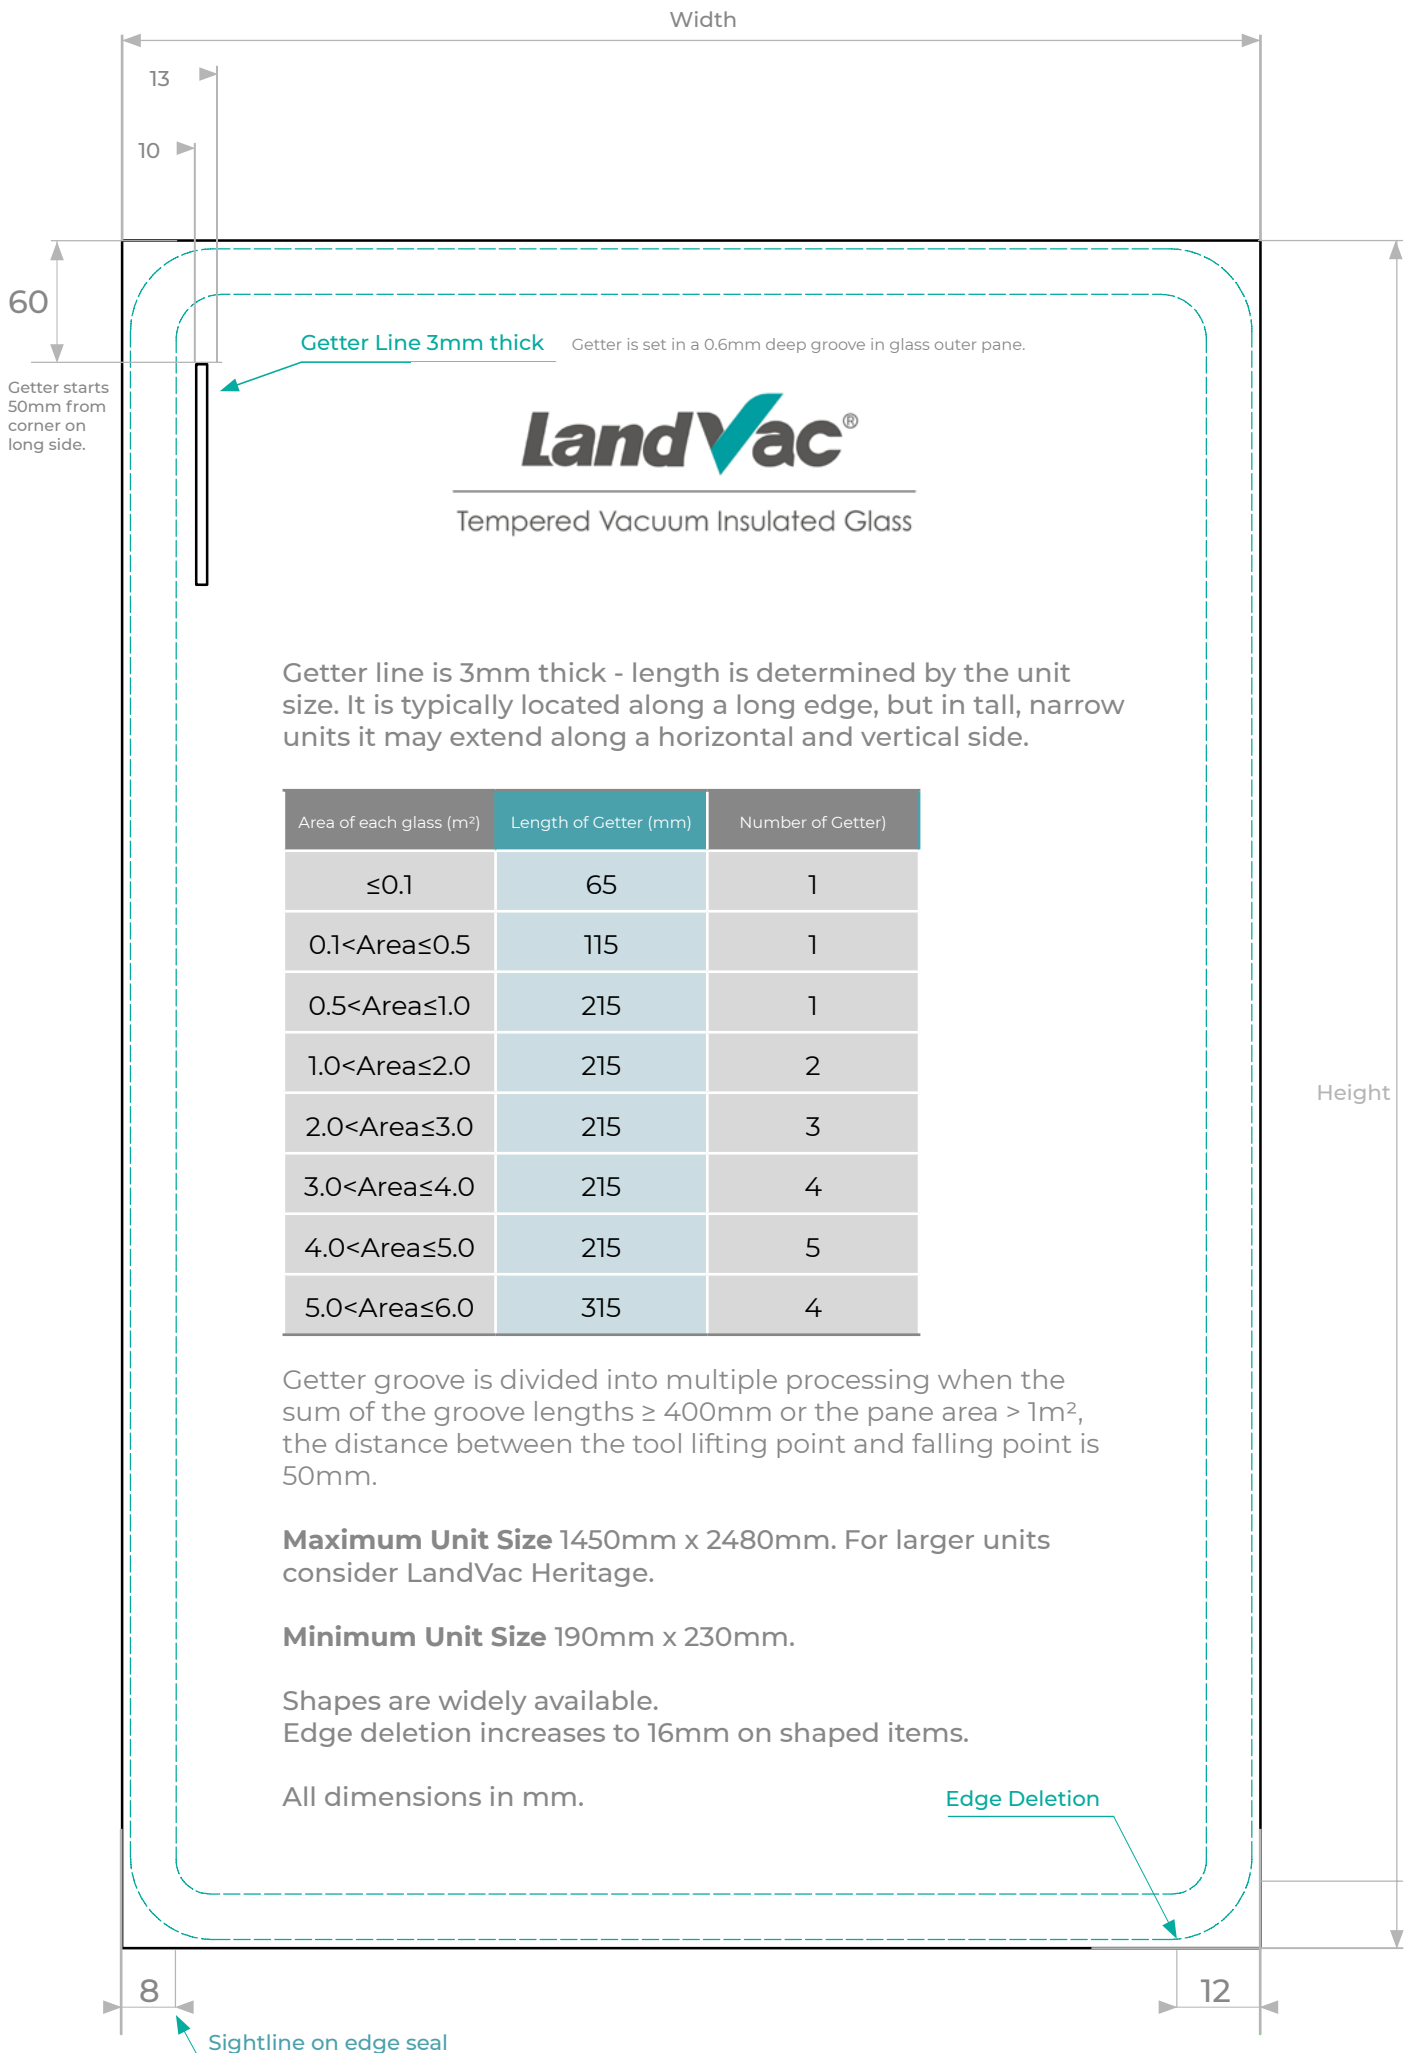 Width
13
10
60
Getter Line 3mm thick
Getter is set in a 0.6mm deep groove in glass outer pane.
Getter starts
50mm from
corner on
long side.
LandVac®
Tempered Vacuum Insulated Glass
Getter line is 3mm thick - length is determined by the unit
size. It is typically located along a long edge, but in tall, narrow
units it may extend along a horizontal and vertical side.
Area of each glass (m²) Length of Getter (mm) Number of Getter)
≤0.1 65 1
0.1<Area≤0.5 115 1
0.5<Area≤1.0 215 1
1.0<Area≤2.0 215 2
2.0<Area≤3.0 215 3
3.0<Area≤4.0 215 4
4.0<Area≤5.0 215 5
5.0<Area≤6.0 315 4
Height
Getter groove is divided into multiple processing when the
sum of the groove lengths ≥ 400mm or the pane area > 1m²,
the distance between the tool lifting point and falling point is
50mm.
Maximum Unit Size 1450mm x 2480mm. For larger units
consider LandVac Heritage.
Minimum Unit Size 190mm x 230mm.
Shapes are widely available.
Edge deletion increases to 16mm on shaped items.
All dimensions in mm.
Edge Deletion
8
12
Sightline on edge seal